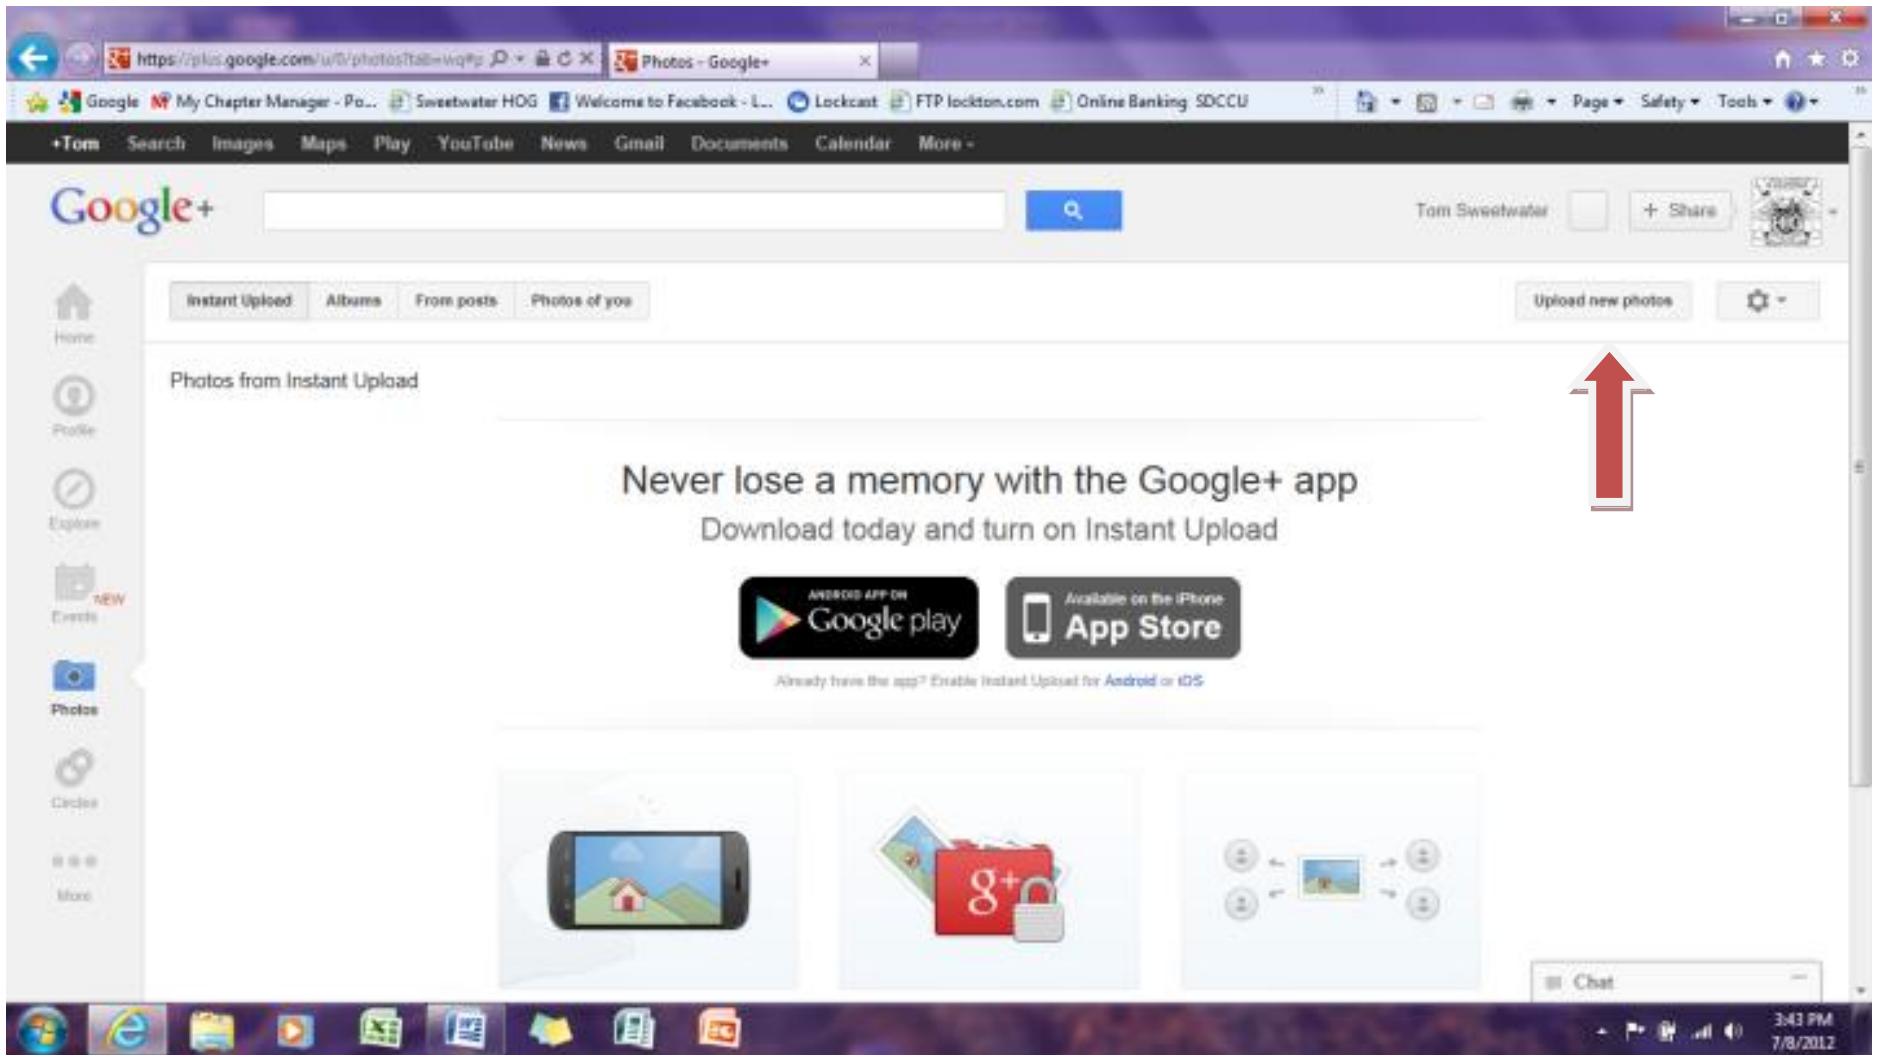 https://plus.google.com/u/0/photos?tab=wq#p
Photos - Google+
Google My Chapter Manager - Po... Sweetwater HOG Welcome to Facebook - L... Lockcast FTP lockton.com Online Banking SDCCU Page Safety Tools
+Tom Search Images Maps Play YouTube News Gmail Documents Calendar More
Google+ Tom Sweetwater + Share
Instant Upload Albums From posts Photos of you Upload new photos
Home
Photos from Instant Upload
Profile
Never lose a memory with the Google+ app
Explore
Download today and turn on Instant Upload
NEW
Events
ANDROID APP ON
Google play
Available on the iPhone
App Store
Already have the app? Enable Instant Upload for Android or iOS
Photos
Circles
g+
More
Chat
3:43 PM
7/8/2012